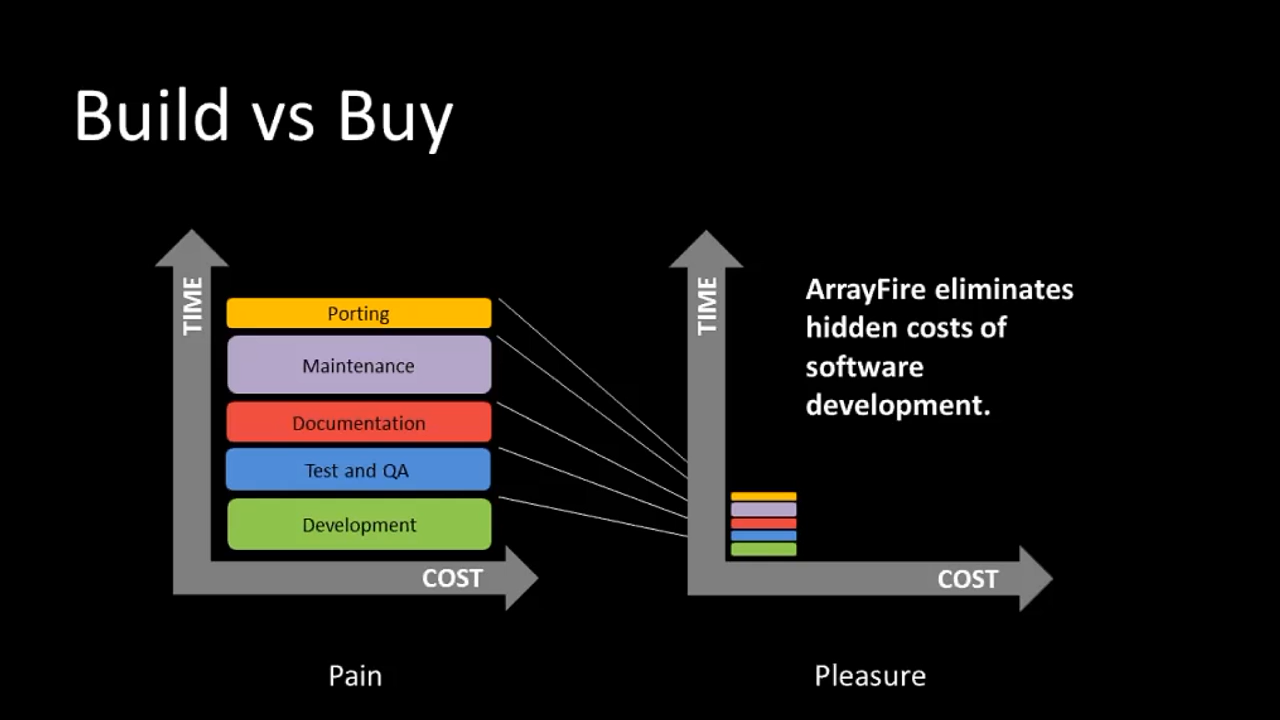 Build vs Buy
TIME
Porting
Maintenance
Documentation
Test and QA
Development
COST
Pain
TIME
ArrayFire eliminates
hidden costs of
software
development.
COST
Pleasure